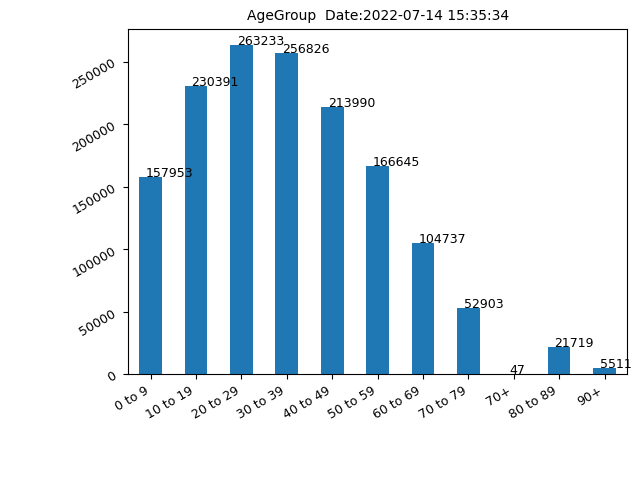 AgeGroup  Date:2022-07-14 15:35:34
263233
256826
250000
230391
213990
200000
166645
157953
150000
104737
100000
52903
50000
21719
5511
47
0
0 to 9
10 to 19
20 to 29
30 to 39
40 to 49
50 to 59
60 to 69
70 to 79
70+
80 to 89
90+